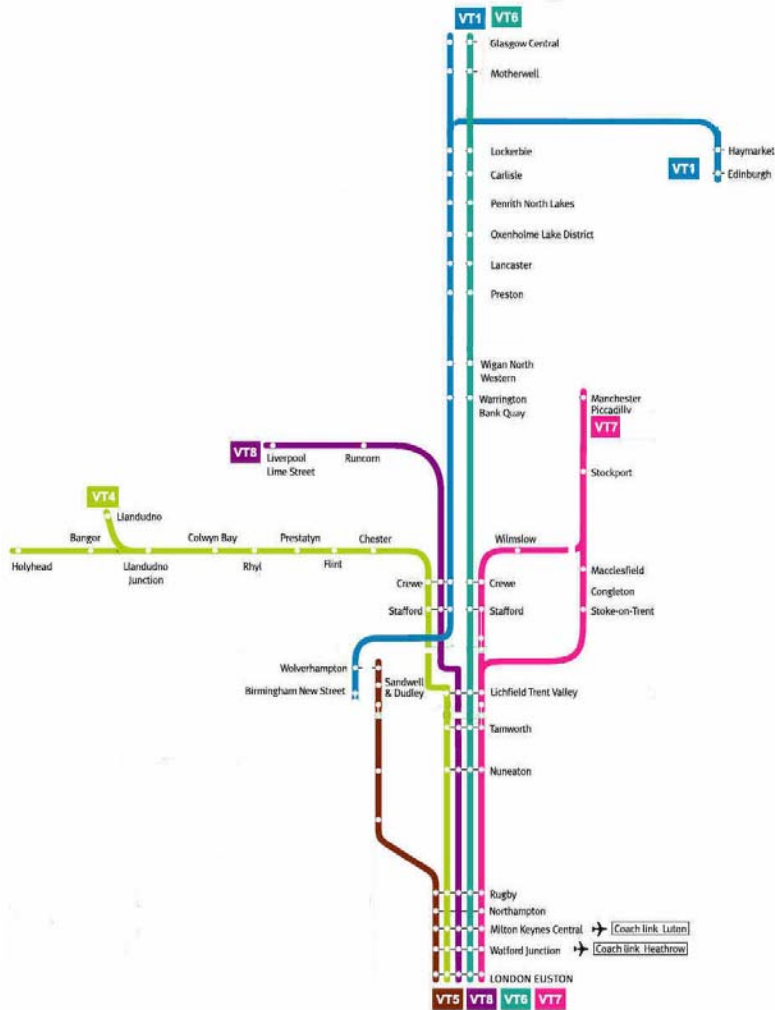 VT1 VT6
Glasgow Central
Motherwell
Lockerbie
Haymarket
VT1
Carlisle
Edinburgh
Penrith North Lakes
Oxenholme Lake District
Lancaster
Preston
Wigan North
Western
Warrington
Bank Quay
Manchester
Piccadilly
VT7
VT8
Liverpool
Lime Street
Runcorn
Stockport
VT4
Llandudno
Bangor
Colwyn Bay
Prestatyn
Chester
Wilmslow
Holyhead
Llandudno
Junction
Rhyl
Flint
Macclesfield
Crewe
Crewe
Congleton
Stafford
Stafford
Stoke-on-Trent
Wolverhampton
Sandwell
& Dudley
Birmingham New Street
Lichfield Trent Valley
Tamworth
Nuneaton
Rugby
Northampton
Milton Keynes Central
Coach link Luton
Watford Junction
Coach link Heathrow
LONDON EUSTON
VT5 VT8 VT6 VT7